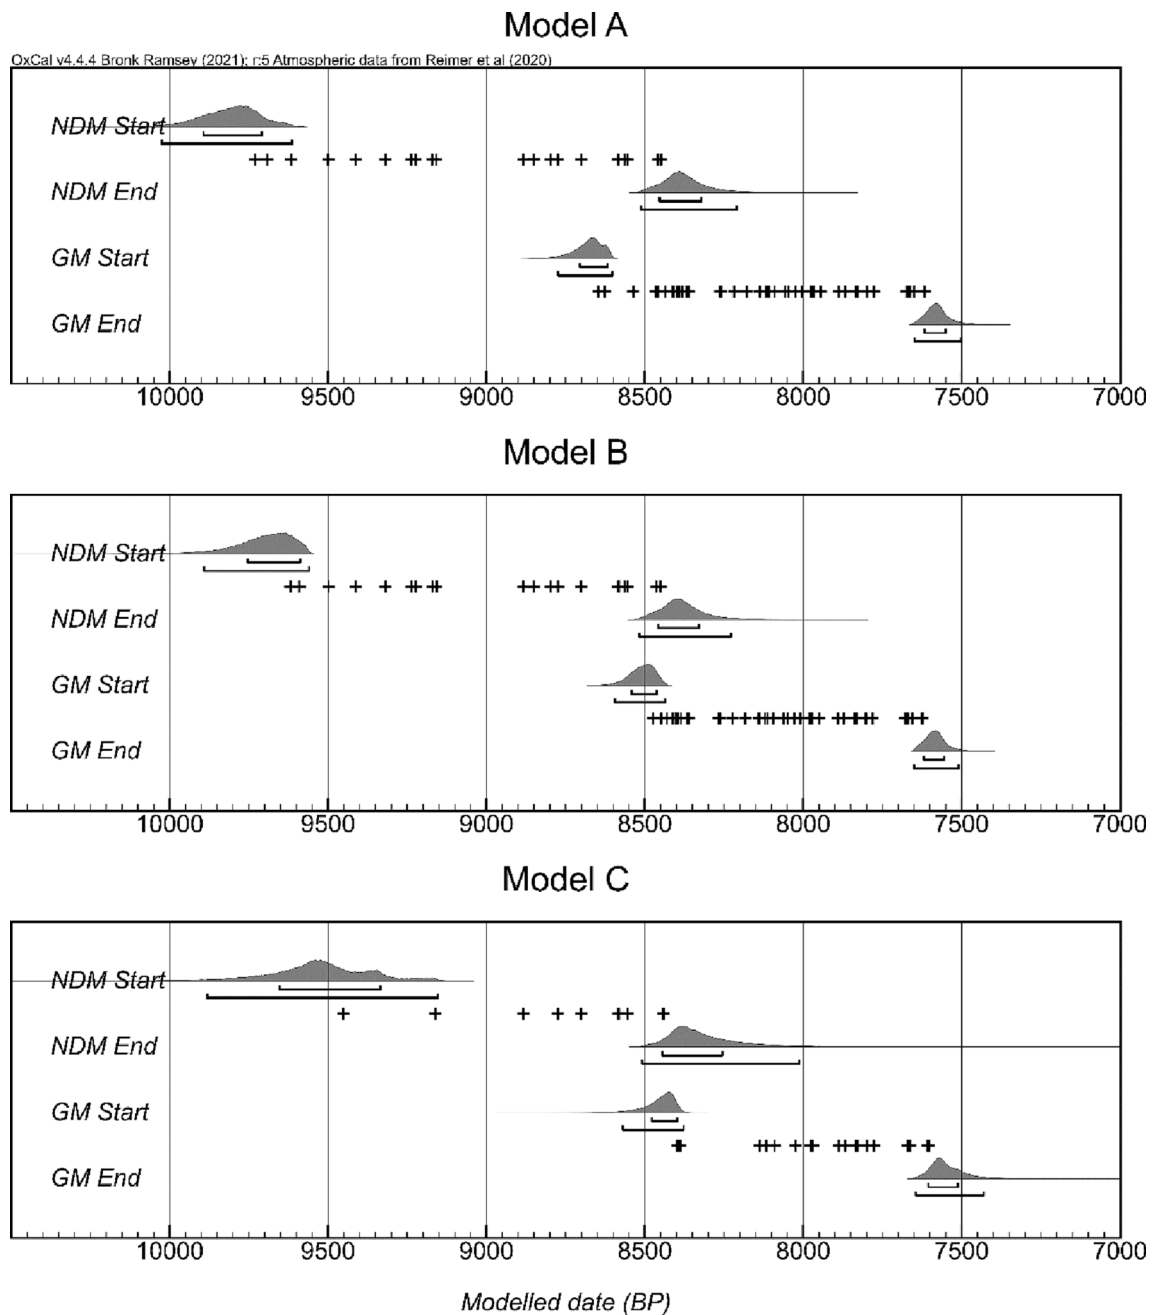 Model A
OxCal v4.4.4 Bronk Ramsey (2021); r:5 Atmospheric data from Reimer et al (2020)
NDM Start
NDM End
GM Start
GM End
10000 9500 9000 8500 8000 7500 7000
Model B
NDM Start
NDM End
GM Start
GM End
10000 9500 9000 8500 8000 7500 7000
Model C
NDM Start
NDM End
GM Start
GM End
10000 9500 9000 8500 8000 7500 7000
Modelled date (BP)